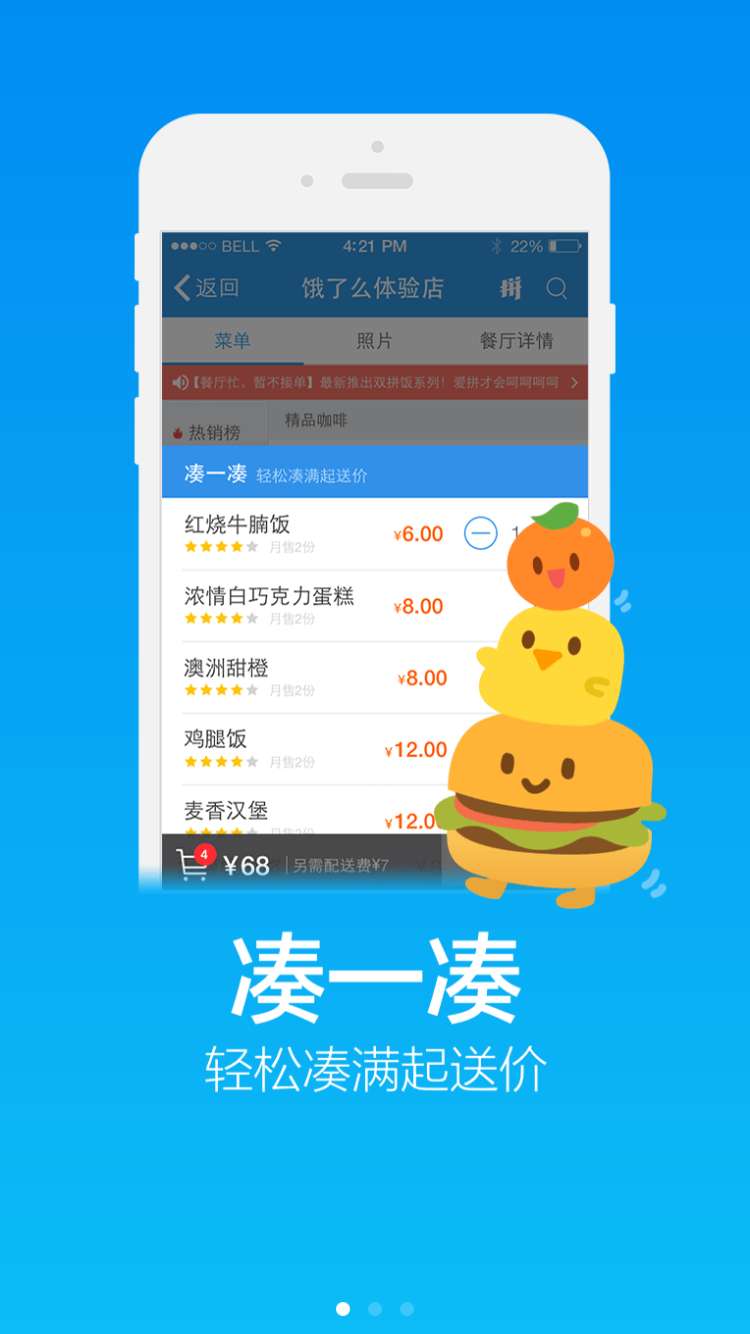 BELL 4:21 PM 22%
返回 饿了么体验店 拼
菜单 照片 餐厅详情
【餐厅忙，暂不接单】最新推出双拼饭系列！爱拼才会呵呵呵呵
精品咖啡
热销榜
凑一凑 轻松凑满起送价
红烧牛腩饭 ¥6.00 1
月售2份
浓情白巧克力蛋糕 ¥8.00
月售2份
澳洲甜橙 ¥8.00
月售2份
鸡腿饭 ¥12.00
月售2份
麦香汉堡 ¥12.0
月售2份
4 ¥68 另需配送费¥7
凑一凑
轻松凑满起送价